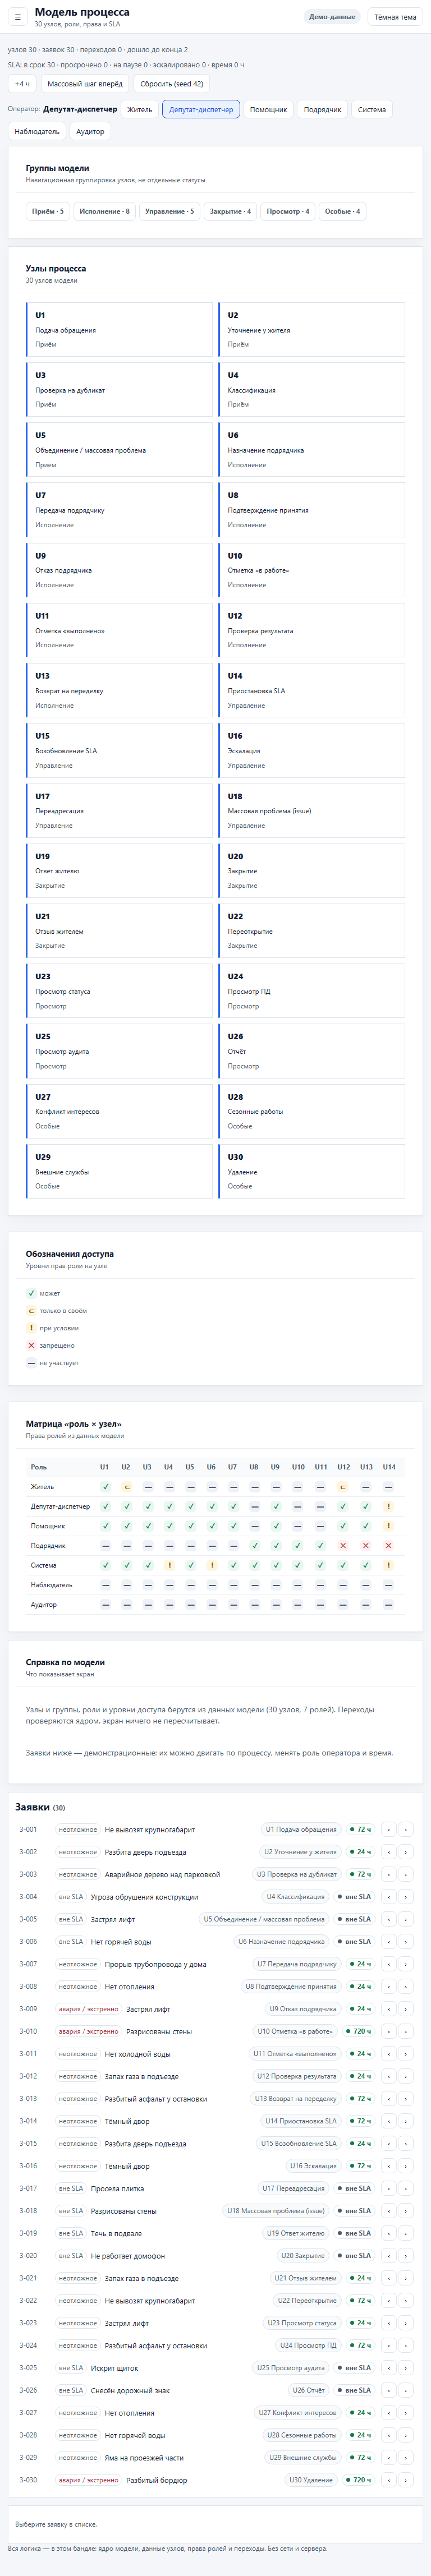 ☰ Модель процесса
30 узлов, роли, права и SLA
Демо-данные
Тёмная тема
узлов 30 · заявок 30 · переходов 0 · дошло до конца 2
SLA: в срок 30 · просрочено 0 · на паузе 0 · эскалировано 0 · время 0 ч
+4 ч Массовый шаг вперёд Сбросить (seed 42)
Оператор: Депутат-диспетчер Житель Депутат-диспетчер Помощник Подрядчик Система
Наблюдатель Аудитор
Группы модели
Навигационная группировка узлов, не отдельные статусы
Приём · 5 Исполнение · 8 Управление · 5 Закрытие · 4 Просмотр · 4 Особые · 4
Узлы процесса
30 узлов модели
U1
Подача обращения
Приём
U2
Уточнение у жителя
Приём
U3
Проверка на дубликат
Приём
U4
Классификация
Приём
U5
Объединение / массовая проблема
Приём
U6
Назначение подрядчика
Исполнение
U7
Передача подрядчику
Исполнение
U8
Подтверждение принятия
Исполнение
U9
Отказ подрядчика
Исполнение
U10
Отметка «в работе»
Исполнение
U11
Отметка «выполнено»
Исполнение
U12
Проверка результата
Исполнение
U13
Возврат на переделку
Исполнение
U14
Приостановка SLA
Управление
U15
Возобновление SLA
Управление
U16
Эскалация
Управление
U17
Переадресация
Управление
U18
Массовая проблема (issue)
Управление
U19
Ответ жителю
Закрытие
U20
Закрытие
Закрытие
U21
Отзыв жителем
Закрытие
U22
Переоткрытие
Закрытие
U23
Просмотр статуса
Просмотр
U24
Просмотр ПД
Просмотр
U25
Просмотр аудита
Просмотр
U26
Отчёт
Просмотр
U27
Конфликт интересов
Особые
U28
Сезонные работы
Особые
U29
Внешние службы
Особые
U30
Удаление
Особые
Обозначения доступа
Уровни прав роли на узле
✓ может
⊂ только в своём
! при условии
✕ запрещено
— не участвует
Матрица «роль × узел»
Права ролей из данных модели
Роль U1 U2 U3 U4 U5 U6 U7 U8 U9 U10 U11 U12 U13 U14
Житель ✓ ⊂ — — — — — — — — — ⊂ — —
Депутат-диспетчер ✓ ✓ ✓ ✓ ✓ ✓ ✓ — ✓ — — ✓ ✓ !
Помощник ✓ ✓ ✓ ✓ ✓ ✓ ✓ — ✓ — — ✓ ✓ !
Подрядчик — — — — — — — ✓ ✓ ✓ ✓ ✕ ✕ ✕
Система ✓ ✓ ✓ ! ✓ ! ✓ ✓ ✓ ✓ ✓ ✓ ✓ !
Наблюдатель — — — — — — — — — — — — — —
Аудитор — — — — — — — — — — — — — —
Справка по модели
Что показывает экран
Узлы и группы, роли и уровни доступа берутся из данных модели (30 узлов, 7 ролей). Переходы
проверяются ядром, экран ничего не пересчитывает.
Заявки ниже — демонстрационные: их можно двигать по процессу, менять роль оператора и время.
Заявки (30)
З-001 неотложное Не вывозят крупногабарит U1 Подача обращения 72 ч ‹ ›
З-002 неотложное Разбита дверь подъезда U2 Уточнение у жителя 24 ч ‹ ›
З-003 неотложное Аварийное дерево над парковкой U3 Проверка на дубликат 72 ч ‹ ›
З-004 вне SLA Угроза обрушения конструкции U4 Классификация вне SLA ‹ ›
З-005 вне SLA Застрял лифт U5 Объединение / массовая проблема вне SLA ‹ ›
З-006 вне SLA Нет горячей воды U6 Назначение подрядчика вне SLA ‹ ›
З-007 неотложное Прорыв трубопровода у дома U7 Передача подрядчику 24 ч ‹ ›
З-008 неотложное Нет отопления U8 Подтверждение принятия 24 ч ‹ ›
З-009 авария / экстренно Застрял лифт U9 Отказ подрядчика 24 ч ‹ ›
З-010 авария / экстренно Разрисованы стены U10 Отметка «в работе» 720 ч ‹ ›
З-011 неотложное Нет холодной воды U11 Отметка «выполнено» 24 ч ‹ ›
З-012 неотложное Запах газа в подъезде U12 Проверка результата 24 ч ‹ ›
З-013 неотложное Разбитый асфальт у остановки U13 Возврат на переделку 72 ч ‹ ›
З-014 неотложное Тёмный двор U14 Приостановка SLA 72 ч ‹ ›
З-015 неотложное Разбита дверь подъезда U15 Возобновление SLA 24 ч ‹ ›
З-016 неотложное Тёмный двор U16 Эскалация 72 ч ‹ ›
З-017 вне SLA Просела плитка U17 Переадресация вне SLA ‹ ›
З-018 вне SLA Разрисованы стены U18 Массовая проблема (issue) вне SLA ‹ ›
З-019 вне SLA Течь в подвале U19 Ответ жителю вне SLA ‹ ›
З-020 вне SLA Не работает домофон U20 Закрытие вне SLA ‹ ›
З-021 неотложное Запах газа в подъезде U21 Отзыв жителем 24 ч ‹ ›
З-022 неотложное Не вывозят крупногабарит U22 Переоткрытие 72 ч ‹ ›
З-023 неотложное Застрял лифт U23 Просмотр статуса 24 ч ‹ ›
З-024 неотложное Разбитый асфальт у остановки U24 Просмотр ПД 72 ч ‹ ›
З-025 вне SLA Искрит щиток U25 Просмотр аудита вне SLA ‹ ›
З-026 вне SLA Снесён дорожный знак U26 Отчёт вне SLA ‹ ›
З-027 неотложное Нет отопления U27 Конфликт интересов 24 ч ‹ ›
З-028 неотложное Нет горячей воды U28 Сезонные работы 24 ч ‹ ›
З-029 неотложное Яма на проезжей части U29 Внешние службы 72 ч ‹ ›
З-030 авария / экстренно Разбитый бордюр U30 Удаление 720 ч ‹ ›
Выберите заявку в списке.
Вся логика — в этом бандле: ядро модели, данные узлов, права ролей и переходы. Без сети и сервера.